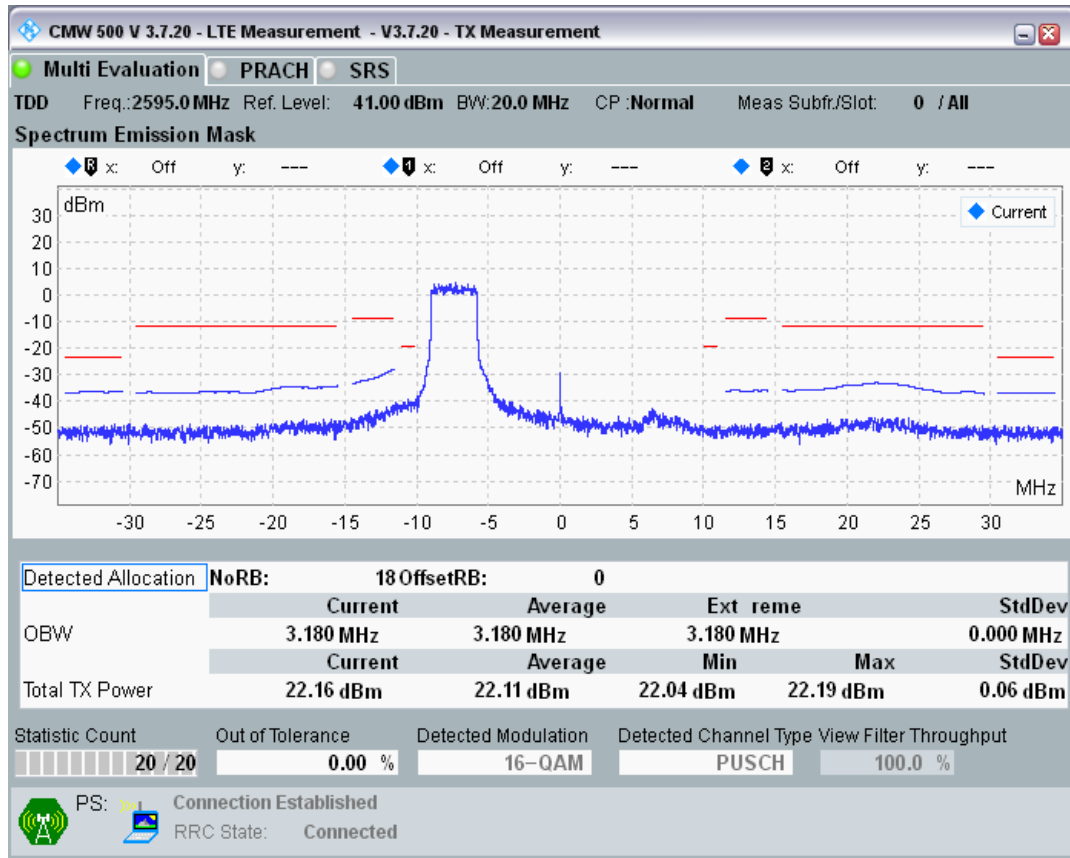 CMW 500 V 3.7.20 - LTE Measurement - V3.7.20 - TX Measurement
Multi Evaluation PRACH SRS
TDD Freq.:2595.0 MHz Ref. Level: 41.00 dBm BW:20.0 MHz CP :Normal Meas Subfr./Slot: 0 / All
Spectrum Emission Mask
R x: Off y: --- 1 x: Off y: --- 2 x: Off y: ---
dBm
Current
30
20
10
0
-10
-20
-30
-40
-50
-60
-70
MHz
-30 -25 -20 -15 -10 -5 0 5 10 15 20 25 30
Detected Allocation NoRB: 18 OffsetRB: 0
Current Average Ext reme StdDev
OBW 3.180 MHz 3.180 MHz 3.180 MHz 0.000 MHz
Current Average Min Max StdDev
Total TX Power 22.16 dBm 22.11 dBm 22.04 dBm 22.19 dBm 0.06 dBm
Statistic Count Out of Tolerance Detected Modulation Detected Channel Type View Filter Throughput
20 / 20 0.00 % 16-QAM PUSCH 100.0 %
PS: Connection Established
RRC State: Connected